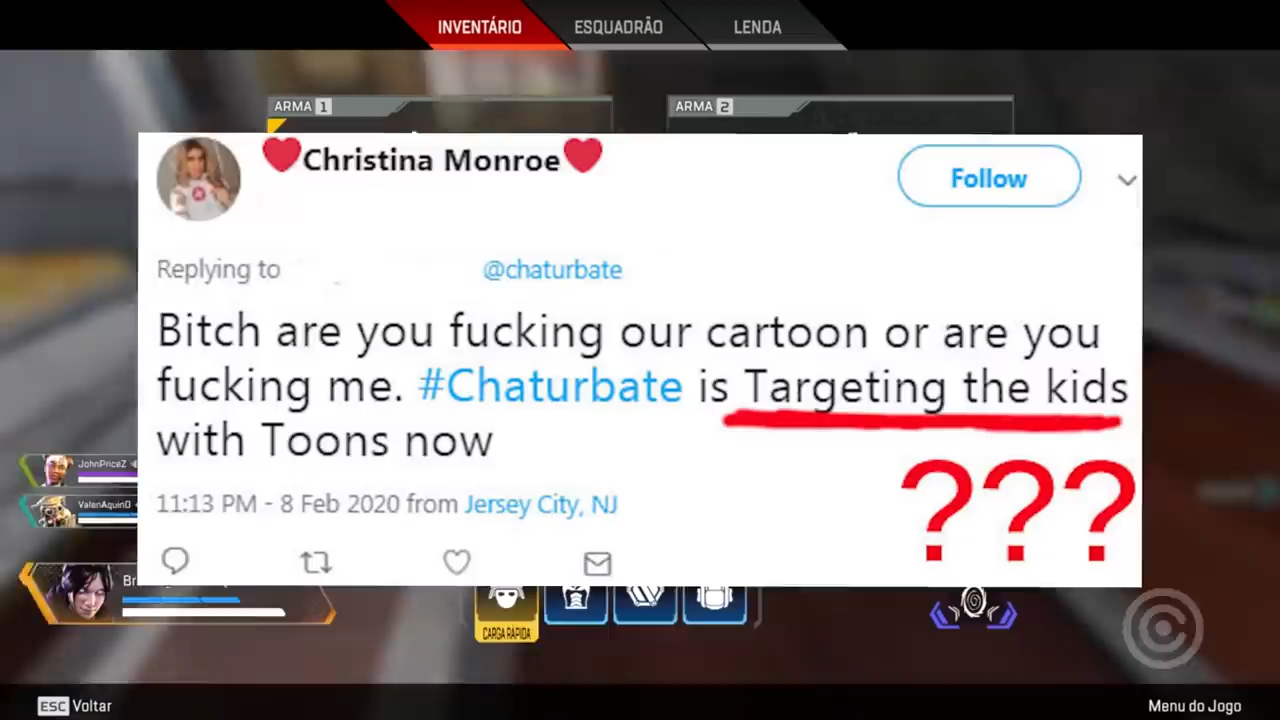 INVENTÁRIO ESQUADRÃO LENDA
ARMA 1 ARMA 2
Christina Monroe
Follow
Replying to @chaturbate
Bitch are you fucking our cartoon or are you
fucking me. #Chaturbate is Targeting the kids
with Toons now
???
11:13 PM - 8 Feb 2020 from Jersey City, NJ
JohnPriceZ
ValenAquinO
Br
CARGA RÁPIDA
ESC Voltar
Menu do Jogo